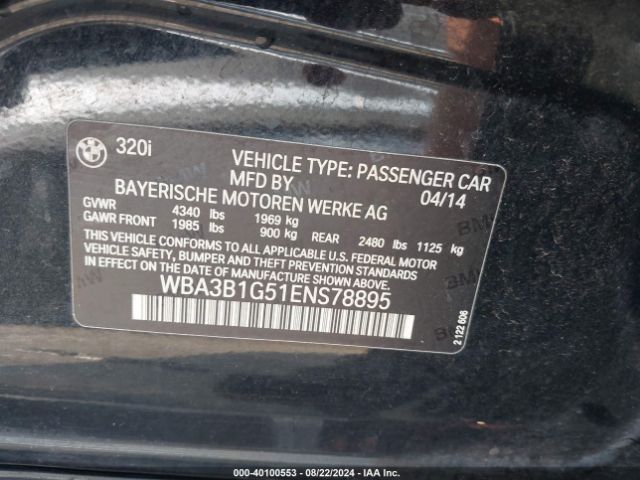 320i
VEHICLE TYPE: PASSENGER CAR
MFD BY 04/14
BAYERISCHE MOTOREN WERKE AG
GVWR 4340 lbs 1969 kg
GAWR FRONT 1985 lbs 900 kg REAR 2480 lbs 1125 kg
THIS VEHICLE CONFORMS TO ALL APPLICABLE U.S. FEDERAL MOTOR
VEHICLE SAFETY, BUMPER AND THEFT PREVENTION STANDARDS
IN EFFECT ON THE DATE OF MANUFACTURE SHOWN ABOVE.
WBA3B1G51ENS78895
2 122 606
© COPYRIGHT
#: 40100553 - 08/22/2024 - IAA Inc.